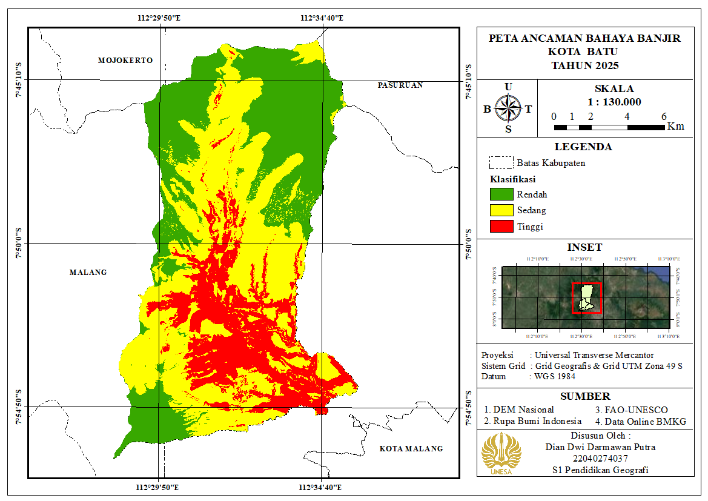 112°29'50"E
112°34'40"E
7°45'10"S
7°45'10"S
MOJOKERTO
PASURUAN
7°50'0"S
7°50'0"S
MALANG
7°54'50"S
7°54'50"S
KOTA MALANG
112°29'50"E
112°34'40"E
PETA ANCAMAN BAHAYA BANJIR
KOTA BATU
TAHUN 2025
U
B
T
S
SKALA
1 : 130.000
0 1 2 4 6
Km
LEGENDA
Batas Kabupaten
Klasifikasi
Rendah
Sedang
Tinggi
INSET
Proyeksi : Universal Transverse Mercantor
Sistem Grid : Grid Geografis & Grid UTM Zona 49 S
Datum : WGS 1984
SUMBER
1. DEM Nasional
3. FAO-UNESCO
2. Rupa Bumi Indonesia
4. Data Online BMKG
UNESA
Disusun Oleh :
Dian Dwi Darmawan Putra
22040274037
S1 Pendidikan Geografi